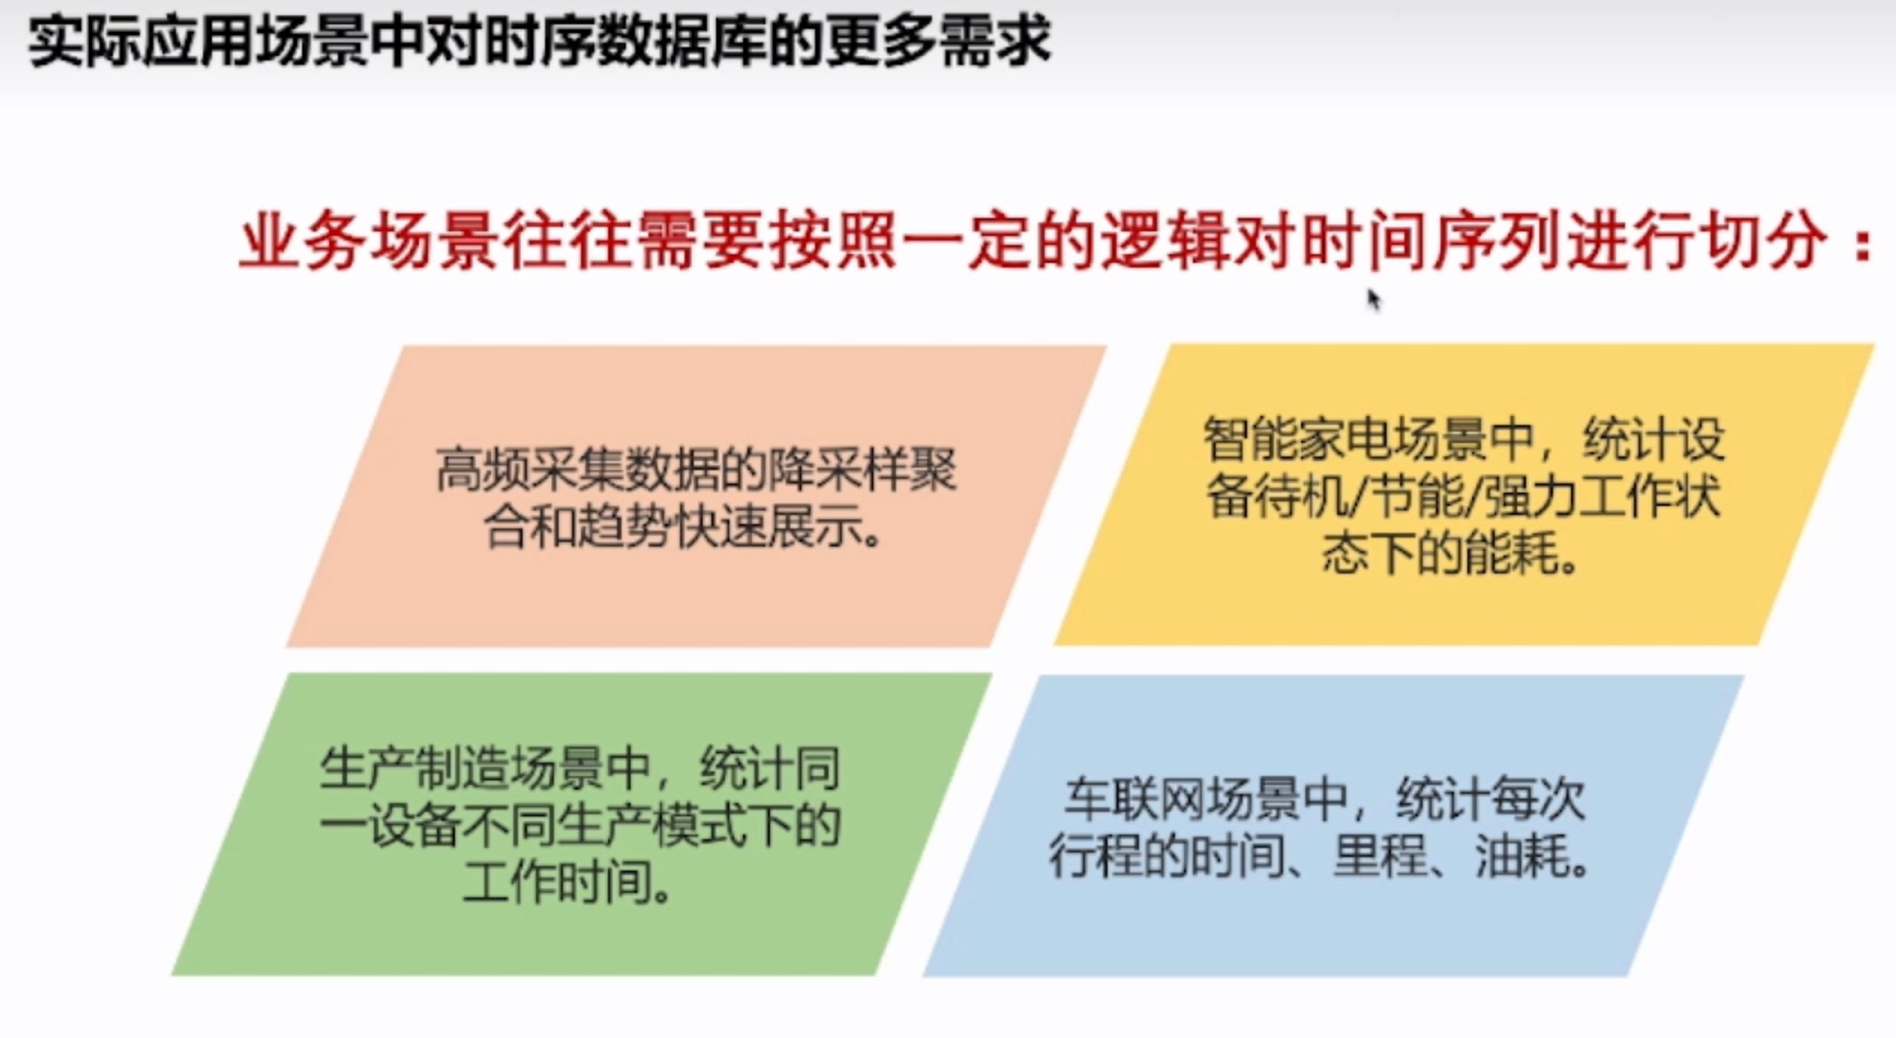 实际应用场景中对时序数据库的更多需求
业务场景往往需要按照一定的逻辑对时间序列进行切分：
高频采集数据的降采样聚
合和趋势快速展示。
智能家电场景中，统计设
备待机/节能/强力工作状
态下的能耗。
生产制造场景中，统计同
一设备不同生产模式下的
工作时间。
车联网场景中，统计每次
行程的时间、里程、油耗。